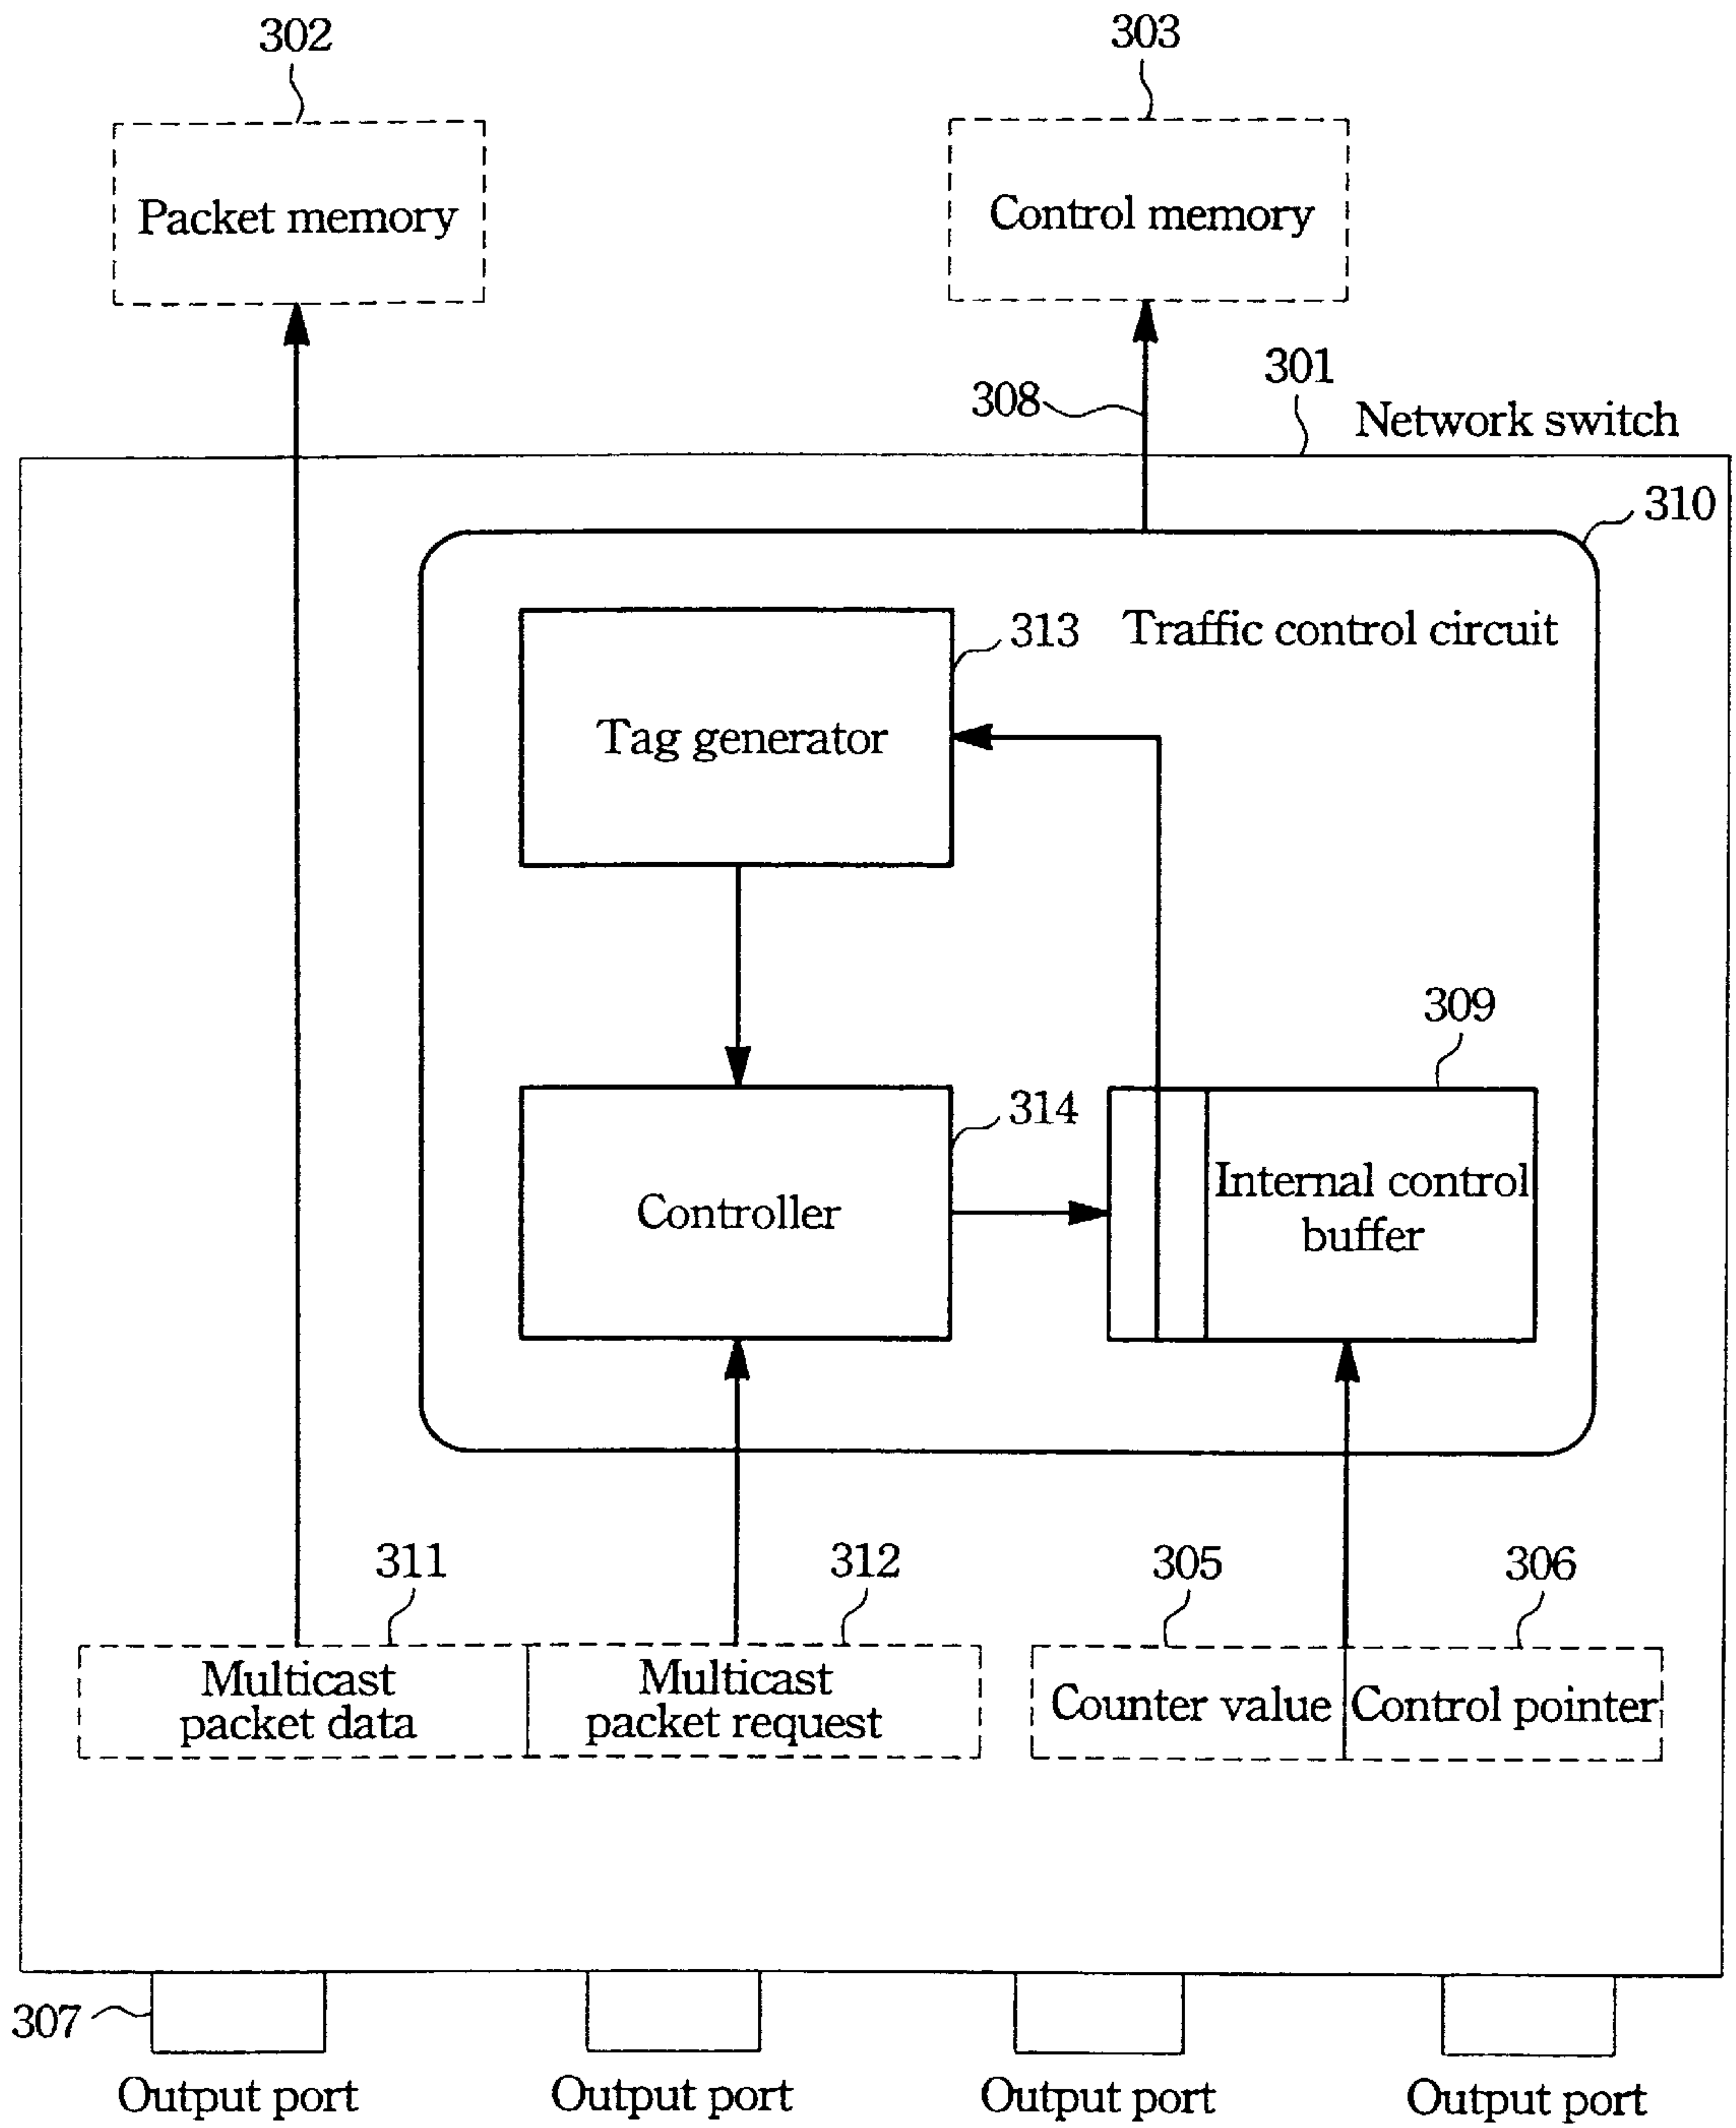 302
303
Packet memory
Control memory
301
308
Network switch
310
313
Traffic control circuit
Tag generator
309
314
Internal control
buffer
Controller
311
312
305
306
Multicast
packet data
Multicast
packet request
Counter value
Control pointer
307
Output port
Output port
Output port
Output port